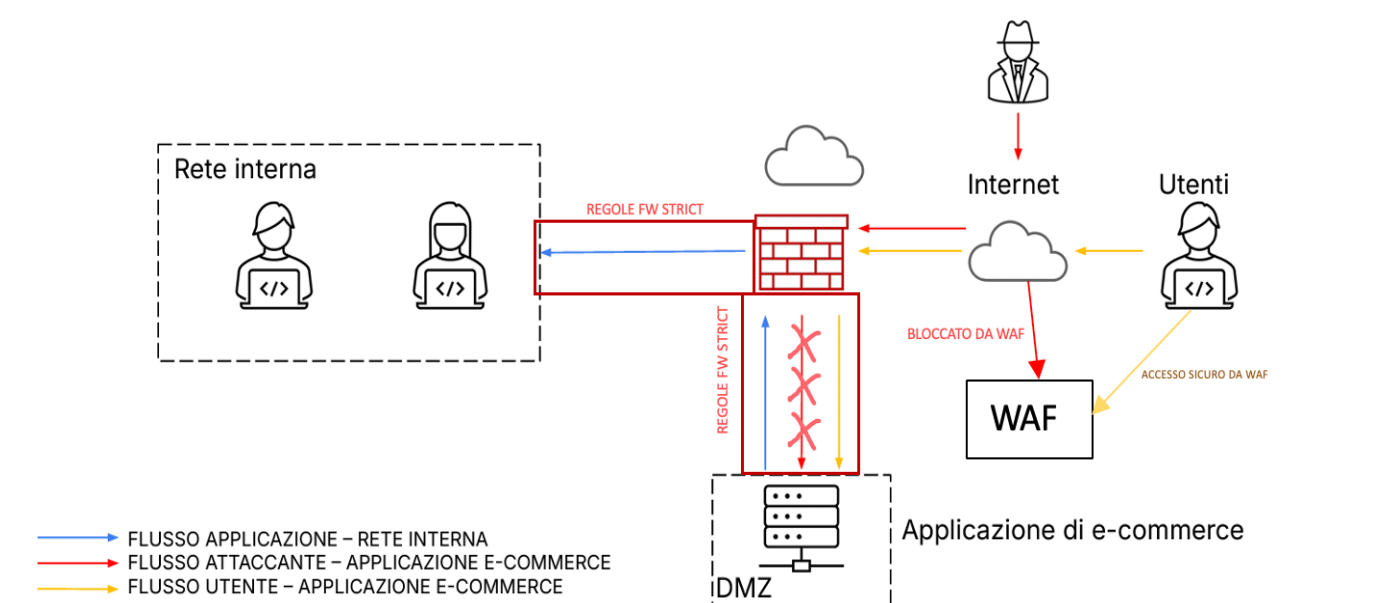 Rete interna
REGOLE FW STRICT
Internet
Utenti
REGOLE FW STRICT
BLOCCATO DA WAF
ACCESSO SICURO DA WAF
WAF
Applicazione di e-commerce
DMZ
FLUSSO APPLICAZIONE – RETE INTERNA
FLUSSO ATTACCANTE – APPLICAZIONE E-COMMERCE
FLUSSO UTENTE – APPLICAZIONE E-COMMERCE